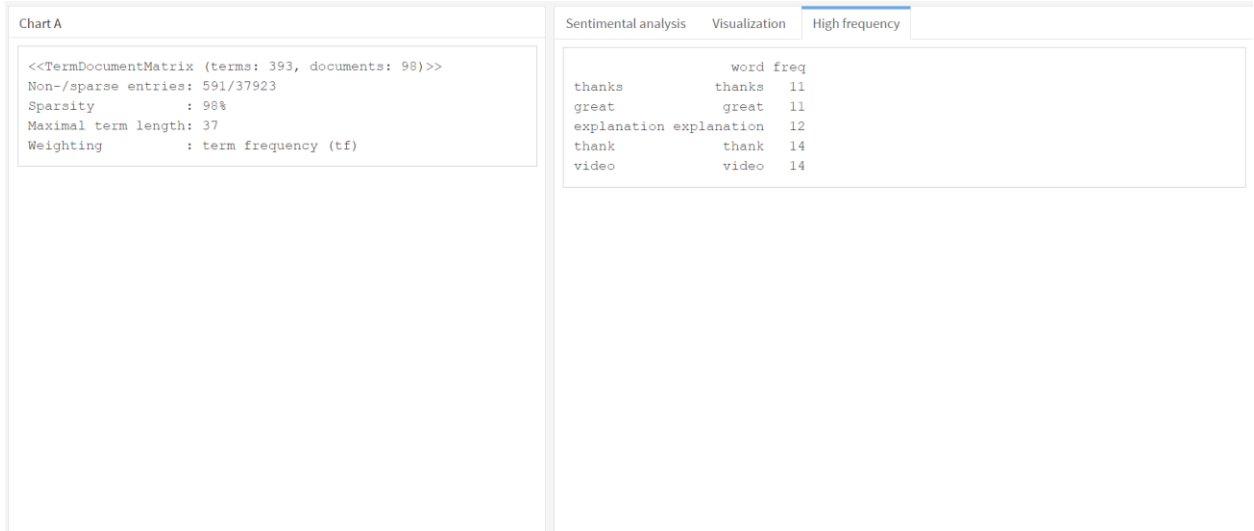 Chart A
<<TermDocumentMatrix (terms: 393, documents: 98)>>
Non-/sparse entries: 591/37923
Sparsity           : 98%
Maximal term length: 37
Weighting          : term frequency (tf)
Sentimental analysis Visualization High frequency
word freq
thanks thanks 11
great great 11
explanation explanation 12
thank thank 14
video video 14